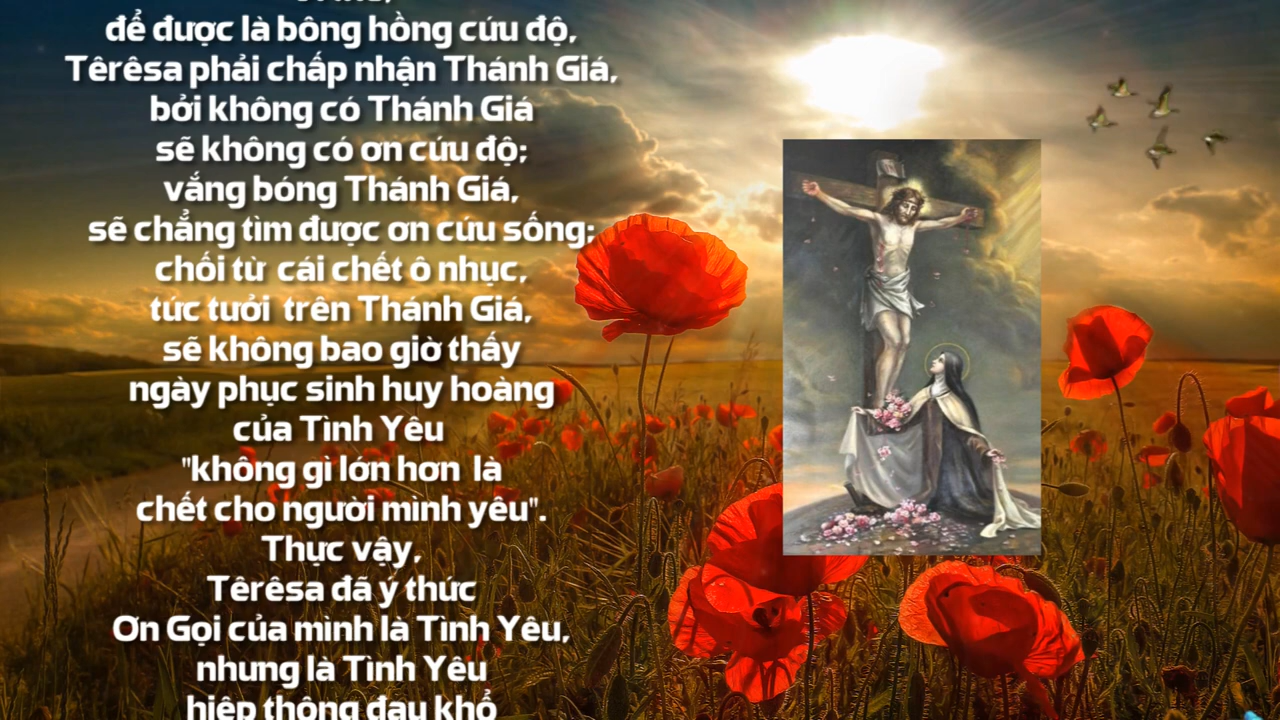 để được là bông hồng cứu độ,
Têrêsa phải chấp nhận Thánh Giá,
bởi không có Thánh Giá
sẽ không có ơn cứu độ;
vắng bóng Thánh Giá,
sẽ chẳng tìm được ơn cứu sống;
chối từ cái chết ô nhục,
tức tưởi trên Thánh Giá,
sẽ không bao giờ thấy
ngày phục sinh huy hoàng
của Tình Yêu
"không gì lớn hơn là
chết cho người mình yêu".
Thực vậy,
Têrêsa đã ý thức
Ơn Gọi của mình là Tình Yêu,
nhưng là Tình Yêu
hiệp thông đau khổ